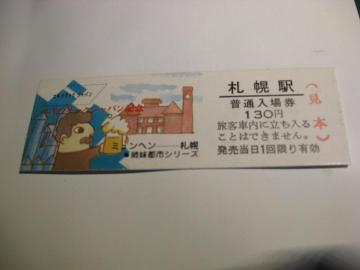 ミュンヘン―札幌
●姉妹都市シリーズ
札幌駅
普通入場券
130円
旅客車内に立ち入る
ことはできません。
発売当日1回限り有効
(見本)